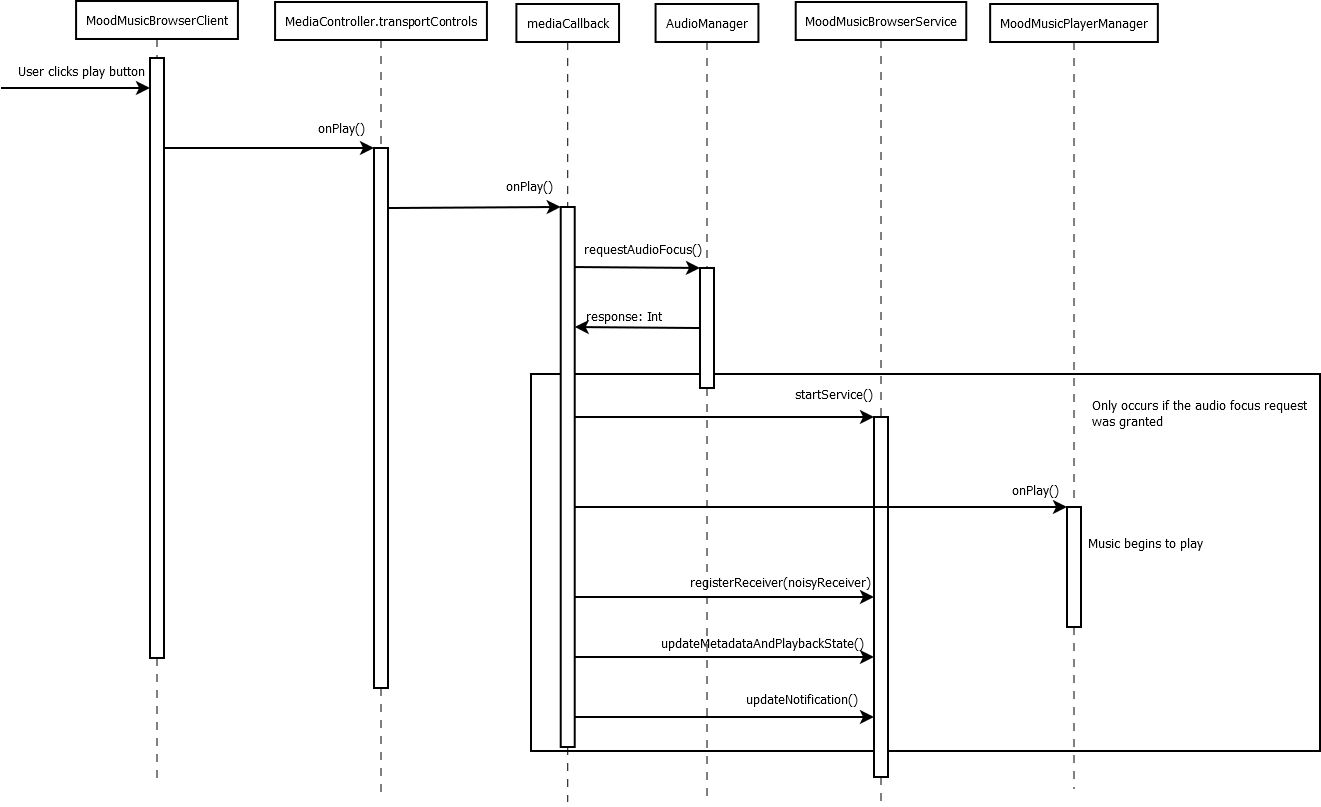 MoodMusicBrowserClient
MediaController.transportControls
mediaCallback
AudioManager
MoodMusicBrowserService
MoodMusicPlayerManager
User clicks play button
onPlay()
onPlay()
requestAudioFocus()
response: Int
startService()
Only occurs if the audio focus request
was granted
onPlay()
Music begins to play
registerReceiver(noisyReceiver)
updateMetadataAndPlaybackState()
updateNotification()